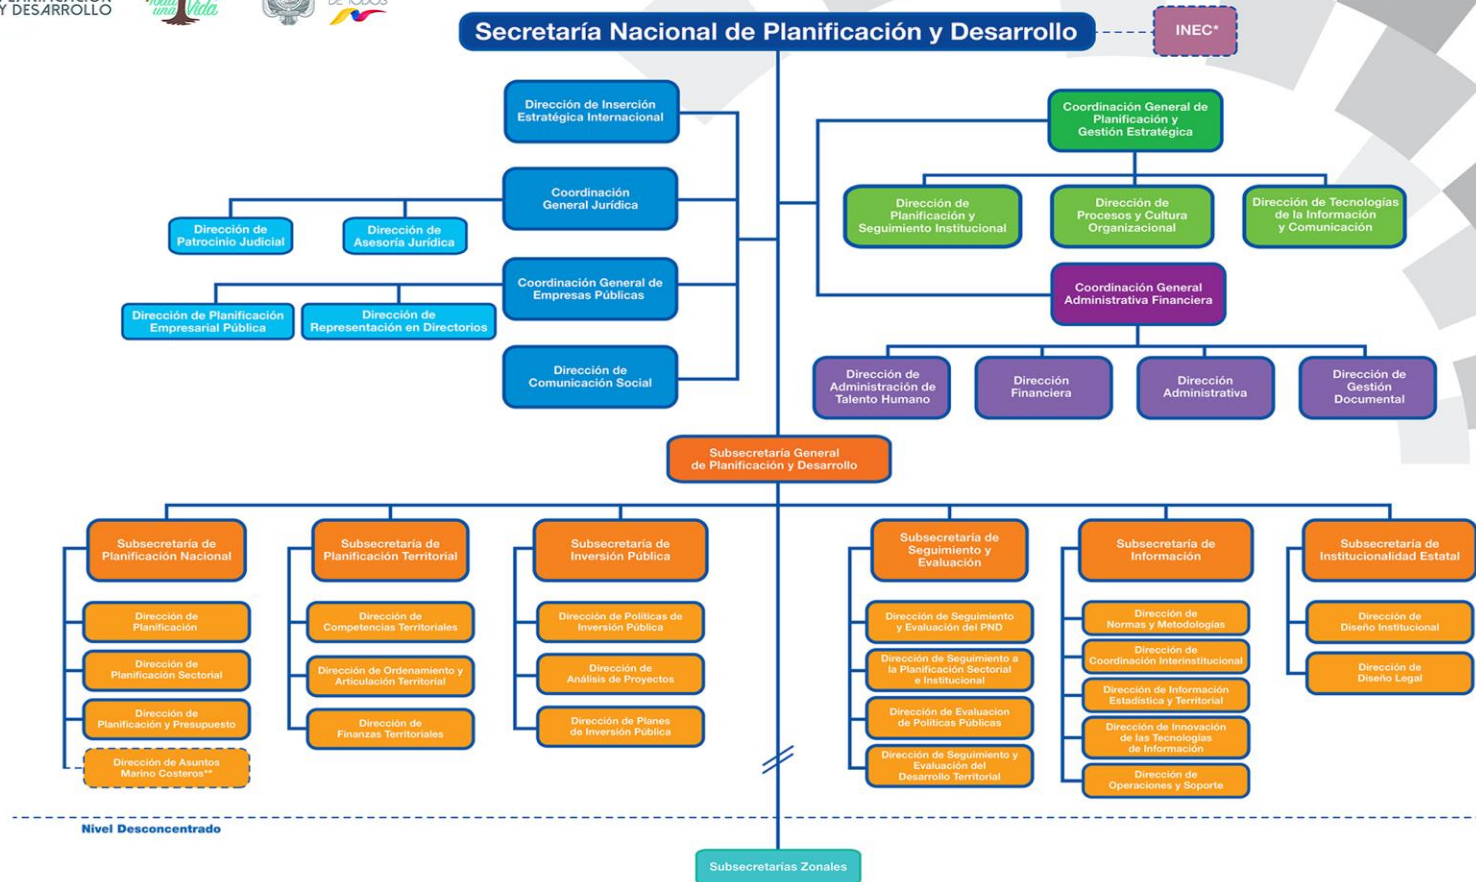 Y DESARROLLO
Toda
una Vida
DE TODOS
Secretaría Nacional de Planificación y Desarrollo
INEC*
Dirección de Inserción
Estratégica Internacional
Coordinación General de
Planificación y
Gestión Estratégica
Coordinación
General Jurídica
Dirección de
Patrocinio Judicial
Dirección de
Asesoría Jurídica
Dirección de
Planificación y
Seguimiento Institucional
Dirección de
Procesos y Cultura
Organizacional
Dirección de Tecnologías
de la Información
y Comunicación
Coordinación General de
Empresas Públicas
Coordinación General
Administrativa Financiera
Dirección de Planificación
Empresarial Pública
Dirección de
Representación en Directorios
Dirección de
Comunicación Social
Dirección de
Administración de
Talento Humano
Dirección
Financiera
Dirección
Administrativa
Dirección de
Gestión
Documental
Subsecretaría General
de Planificación y Desarrollo
Subsecretaría de
Planificación Nacional
Subsecretaría de
Planificación Territorial
Subsecretaría de
Inversión Pública
Subsecretaría de
Seguimiento y
Evaluación
Subsecretaría de
Información
Subsecretaría de
Institucionalidad Estatal
Dirección de
Planificación
Dirección de
Planificación Sectorial
Dirección de
Planificación y Presupuesto
Dirección de Asuntos
Marino Costeros**
Dirección de
Competencias Territoriales
Dirección de Ordenamiento y
Articulación Territorial
Dirección de
Finanzas Territoriales
Dirección de Políticas de
Inversión Pública
Dirección de
Análisis de Proyectos
Dirección de Planes
de Inversión Pública
Dirección de Seguimiento
y Evaluación del PND
Dirección de Seguimiento a
la Planificación Sectorial
e Institucional
Dirección de Evaluacion
de Políticas Públicas
Dirección de Seguimiento y
Evaluación del
Desarrollo Territorial
Dirección de
Normas y Metodologías
Dirección de
Coordinación Interinstitucional
Dirección de Información
Estadística y Territorial
Dirección de Innovación
de las Tecnologías
de Información
Dirección de
Operaciones y Soporte
Dirección de
Diseño Institucional
Dirección de
Diseño Legal
Nivel Desconcentrado
Subsecretarías Zonales